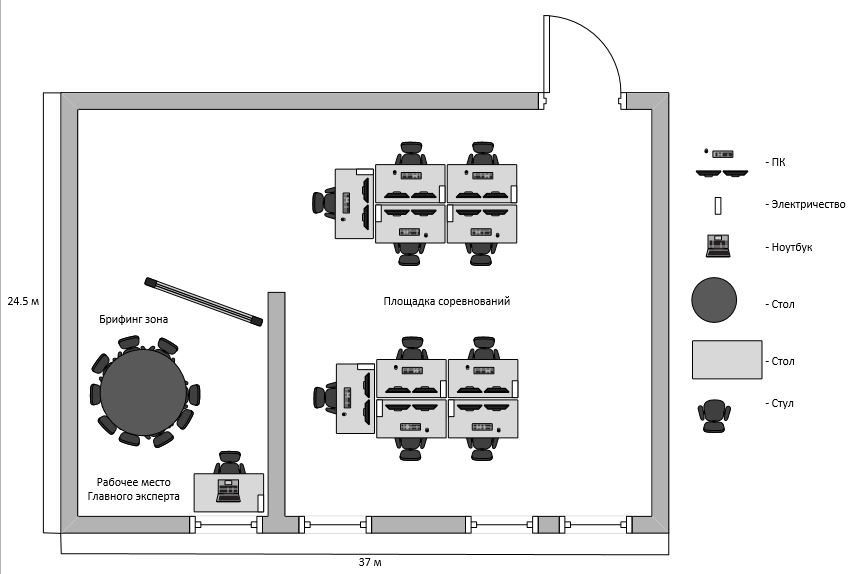 - ПК
- Электричество
- Ноутбук
24.5 м
Площадка соревнований
- Стол
Брифинг зона
- Стол
- Стул
Рабочее место
Главного эксперта
37 м